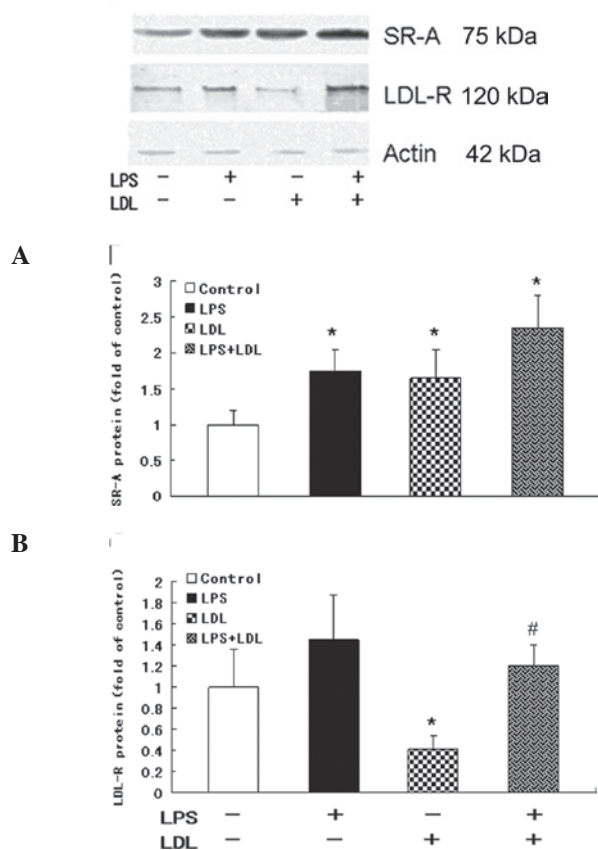 SR-A 75 kDa
LDL-R 120 kDa
Actin 42 kDa
LPS − + − +
LDL − − + +
A
SR-A protein (fold of control)
3
2.5
2
1.5
1
0.5
0
Control
LPS
LDL
LPS+LDL
* * *
B
LDL-R protein (fold of control)
2
1.8
1.6
1.4
1.2
1
0.8
0.6
0.4
0.2
0
Control
LPS
LDL
LPS+LDL
* #
LPS − + − +
LDL − − + +